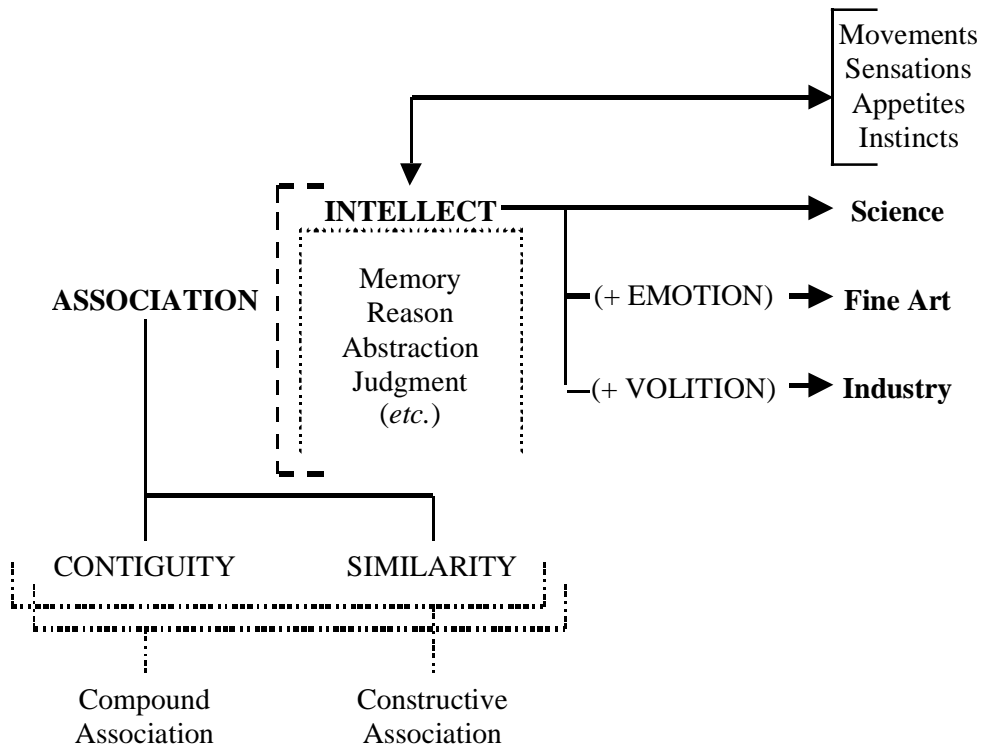 Movements
Sensations
Appetites
Instincts
INTELLECT
Science
Memory
Reason
Abstraction
Judgment
(etc.)
ASSOCIATION
(+ EMOTION)
Fine Art
(+ VOLITION)
Industry
CONTIGUITY
SIMILARITY
Compound
Association
Constructive
Association